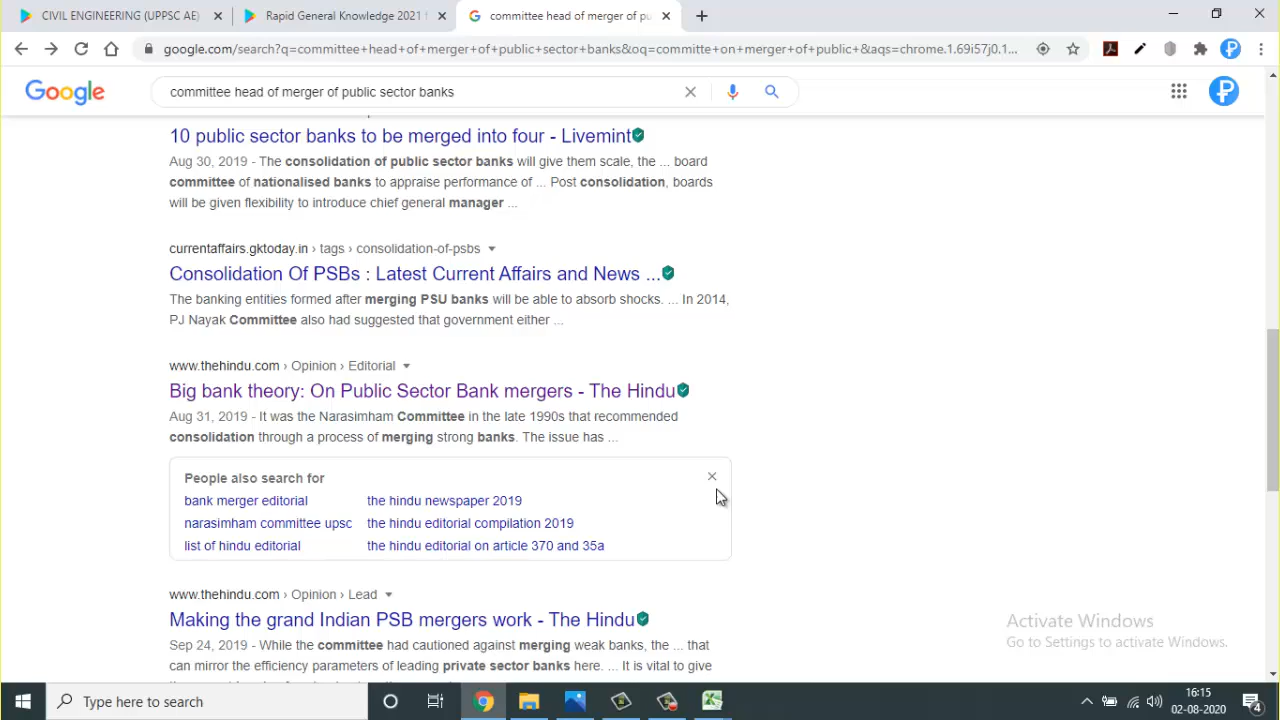 CIVIL ENGINEERING (UPPSC AE)
Rapid General Knowledge 2021 f
committee head of merger of pu
google.com/search?q=committee+head+of+merger+of+public+sector+banks&oq=committe+on+merger+of+public+&aqs=chrome.1.69i57j0.1...
Google
committee head of merger of public sector banks
10 public sector banks to be merged into four - Livemint
Aug 30, 2019 - The consolidation of public sector banks will give them scale, the ... board
committee of nationalised banks to appraise performance of ... Post consolidation, boards
will be given flexibility to introduce chief general manager ...
currentaffairs.gktoday.in › tags › consolidation-of-psbs
Consolidation Of PSBs : Latest Current Affairs and News ...
The banking entities formed after merging PSU banks will be able to absorb shocks. ... In 2014,
PJ Nayak Committee also had suggested that government either ...
www.thehindu.com › Opinion › Editorial
Big bank theory: On Public Sector Bank mergers - The Hindu
Aug 31, 2019 - It was the Narasimham Committee in the late 1990s that recommended
consolidation through a process of merging strong banks. The issue has ...
People also search for
bank merger editorial the hindu newspaper 2019
narasimham committee upsc the hindu editorial compilation 2019
list of hindu editorial the hindu editorial on article 370 and 35a
www.thehindu.com › Opinion › Lead
Making the grand Indian PSB mergers work - The Hindu
Sep 24, 2019 - While the committee had cautioned against merging weak banks, the ... that
can mirror the efficiency parameters of leading private sector banks here. ... It is vital to give
Activate Windows
Go to Settings to activate Windows.
Type here to search
16:15
02-08-2020
4